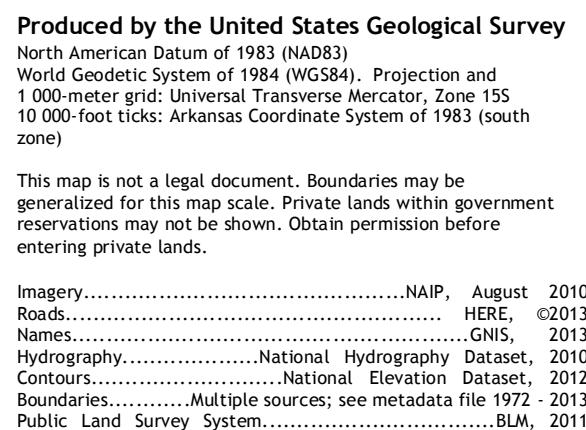 Produced by the United States Geological Survey
North American Datum of 1983 (NAD83)
World Geodetic System of 1984 (WGS84). Projection and
1 000-meter grid: Universal Transverse Mercator, Zone 15S
10 000-foot ticks: Arkansas Coordinate System of 1983 (south
zone)
This map is not a legal document. Boundaries may be
generalized for this map scale. Private lands within government
reservations may not be shown. Obtain permission before
entering private lands.
Imagery..............................................NAIP, August 2010
Roads...................................................... HERE, ©2013
Names.........................................................GNIS, 2013
Hydrography....................National Hydrography Dataset, 2010
Contours............................National Elevation Dataset, 2012
Boundaries............Multiple sources; see metadata file 1972 - 2013
Public Land Survey System..................................BLM, 2011